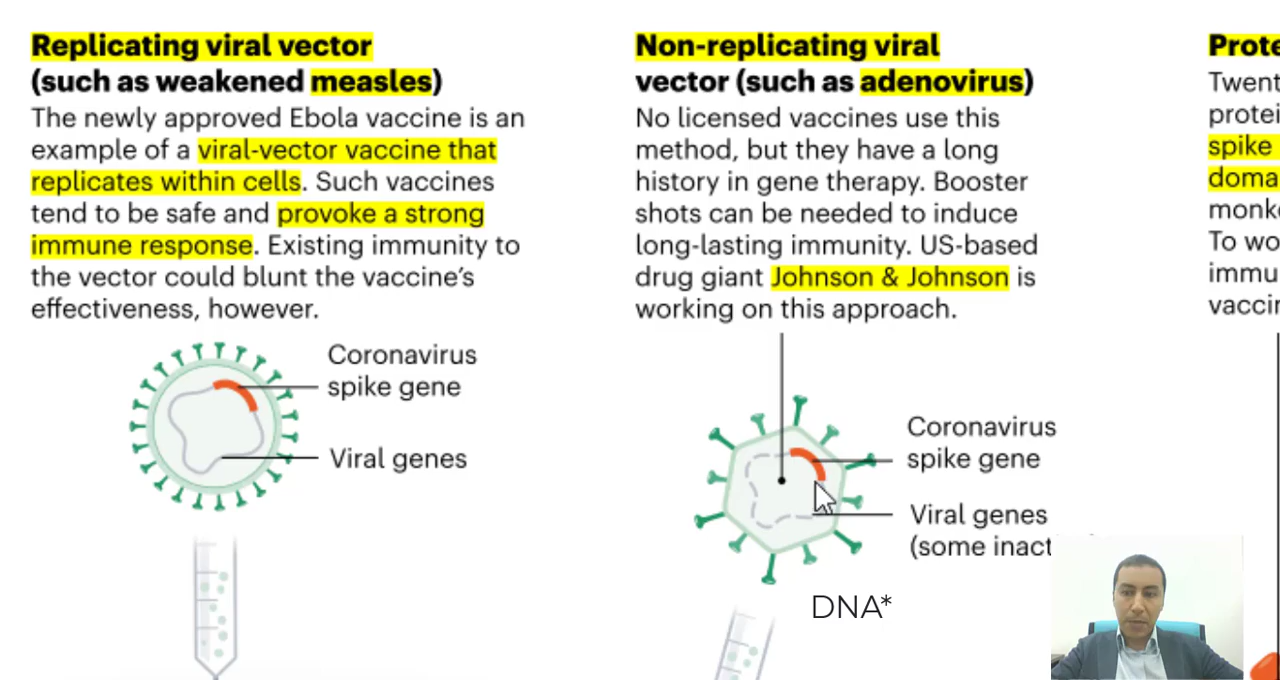 Replicating viral vector
(such as weakened measles)
The newly approved Ebola vaccine is an
example of a viral-vector vaccine that
replicates within cells. Such vaccines
tend to be safe and provoke a strong
immune response. Existing immunity to
the vector could blunt the vaccine's
effectiveness, however.
Coronavirus
spike gene
Viral genes
Non-replicating viral
vector (such as adenovirus)
No licensed vaccines use this
method, but they have a long
history in gene therapy. Booster
shots can be needed to induce
long-lasting immunity. US-based
drug giant Johnson & Johnson is
working on this approach.
Coronavirus
spike gene
Viral genes
(some inact
DNA*
Prote
Twent
protei
spike
doma
monke
To wo
immu
vaccin